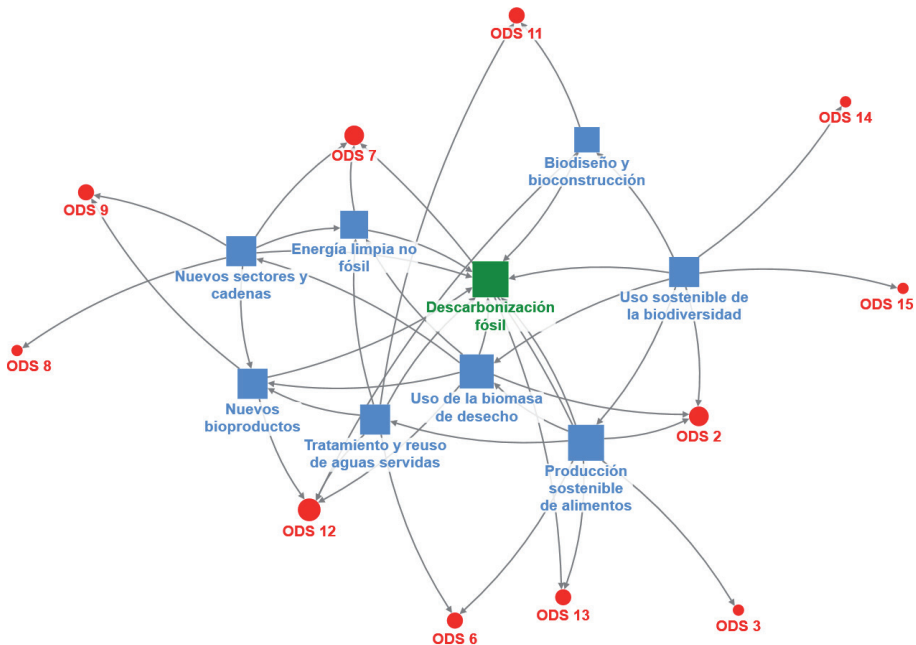 ODS 11
ODS 14
ODS 7
Biodiseño y
bioconstrucción
ODS 9
Energía limpia no
fósil
Nuevos sectores y
cadenas
Descarbonización
fósil
Uso sostenible de
la biodiversidad
ODS 15
ODS 8
Nuevos
bioproductos
Uso de la biomasa
de desecho
ODS 2
Tratamiento y reuso
de aguas servidas
Producción
sostenible
de alimentos
ODS 12
ODS 6
ODS 13
ODS 3